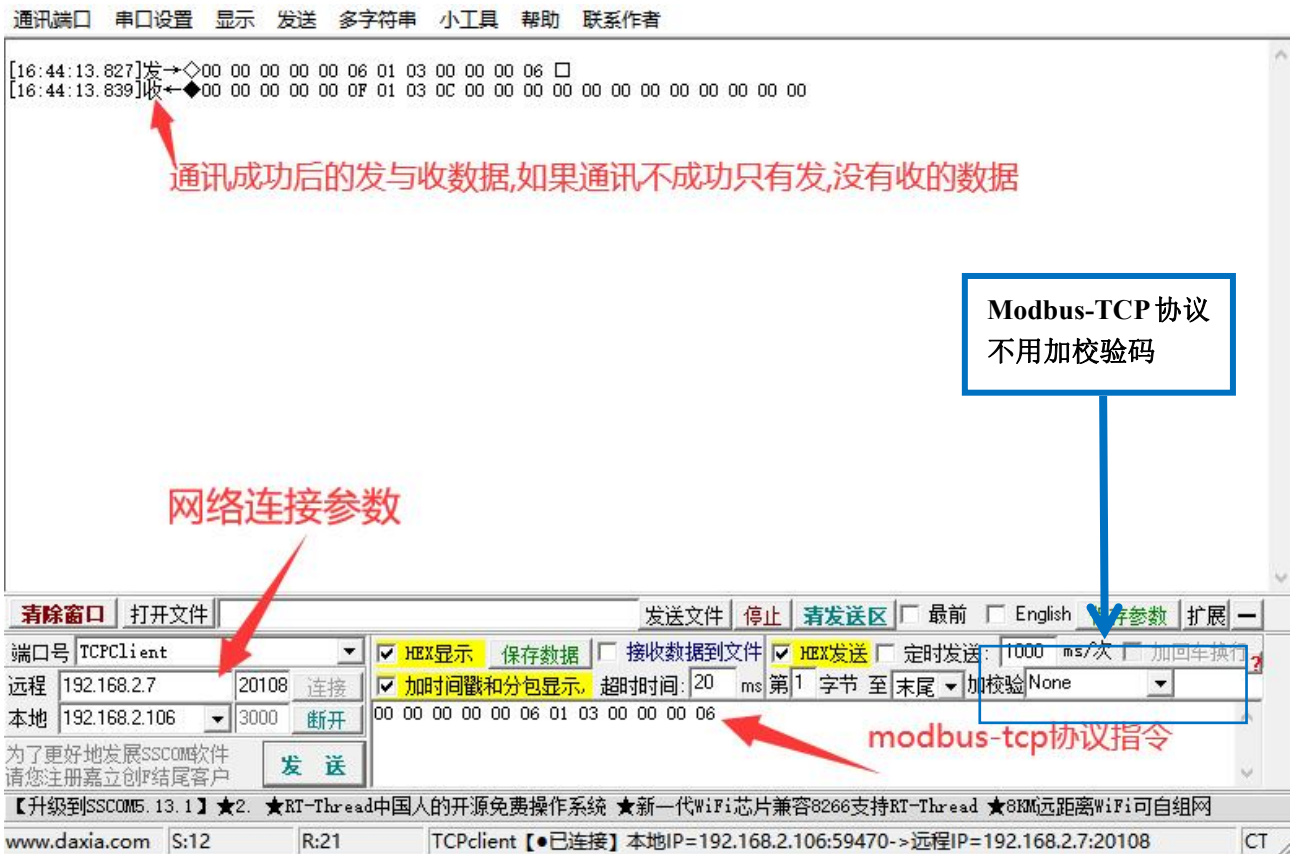 通讯端口 串口设置 显示 发送 多字符串 小工具 帮助 联系作者
[16:44:13.827]发→◇00 00 00 00 00 06 01 03 00 00 00 06 □
[16:44:13.839]收←◆00 00 00 00 00 0F 01 03 0C 00 00 00 00 00 00 00 00 00 00 00 00
通讯成功后的发与收数据,如果通讯不成功只有发,没有收的数据
Modbus-TCP 协议
不用加校验码
网络连接参数
清除窗口 打开文件 发送文件 停止 清发送区 最前 English 保存参数 扩展 —
端口号 TCPClient HEX显示 保存数据 接收数据到文件 HEX发送 定时发送: 1000 ms/次 加回车换行 ?
远程 192.168.2.7 20108 连接 加时间戳和分包显示, 超时时间: 20 ms 第1 字节 至 末尾 加校验 None
本地 192.168.2.106 3000 断开 00 00 00 00 00 06 01 03 00 00 00 06
modbus-tcp协议指令
为了更好地发展SSCOM软件
请您注册嘉立创F结尾客户
发 送
【升级到SSCOM5.13.1】★2. ★RT-Thread中国人的开源免费操作系统 ★新一代WiFi芯片兼容8266支持RT-Thread ★8KM远距离WiFi可自组网
www.daxia.com S:12 R:21 TCPclient【●已连接】本地IP=192.168.2.106:59470->远程IP=192.168.2.7:20108 CT